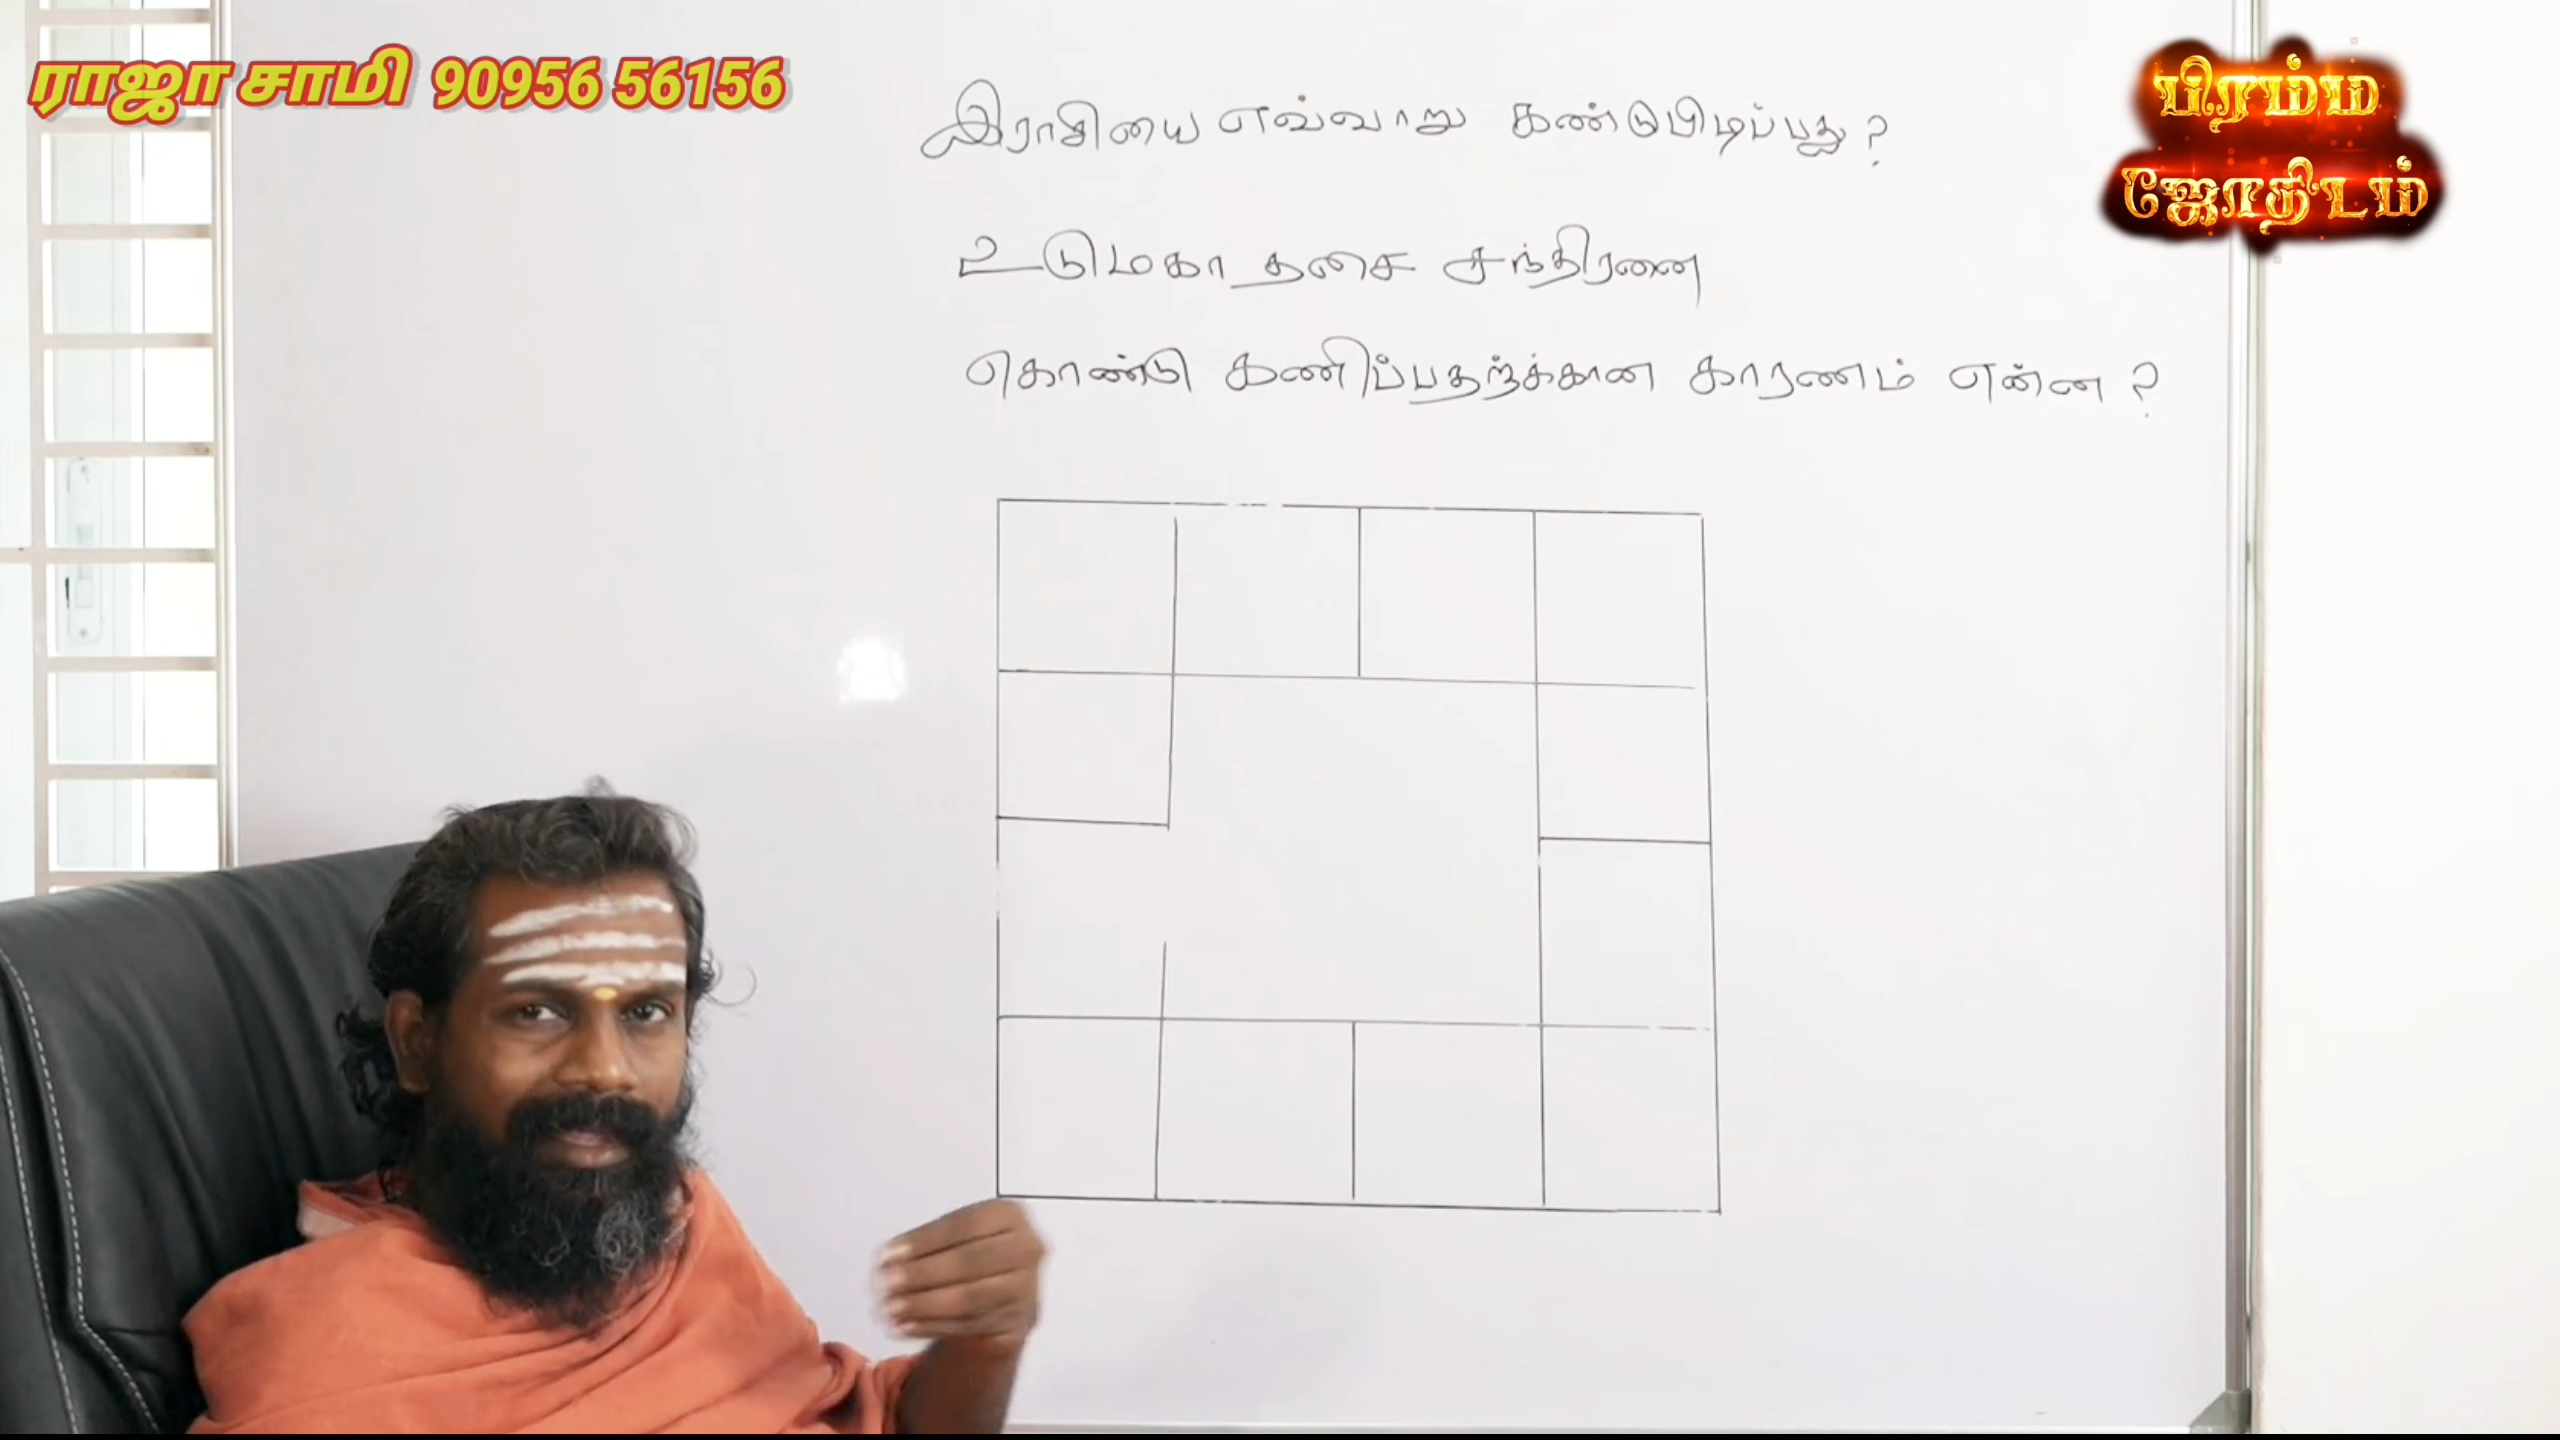 ராஜா சாமி 90956 56156
பிரம்ம
ஜோதிடம்
இராசியை எவ்வாறு கண்டுபிடிப்பது?
உடுமகா தசை சந்திரனை
கொண்டு கணிப்பதற்க்கான காரணம் என்ன?